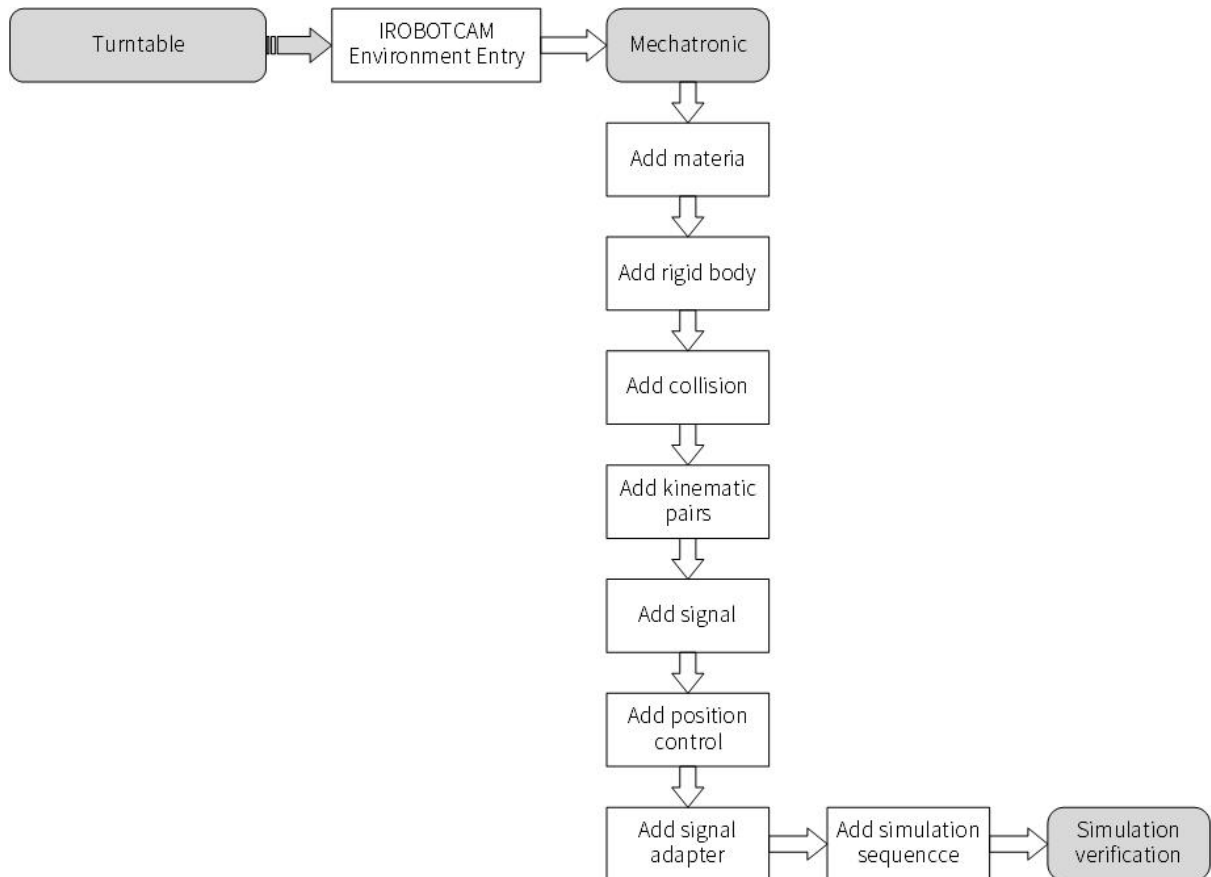 Turntable
IROBOTCAM
Environment Entry
Mechatronic
Add materia
Add rigid body
Add collision
Add kinematic
pairs
Add signal
Add position
control
Add signal
adapter
Add simulation
sequencce
Simulation
verification